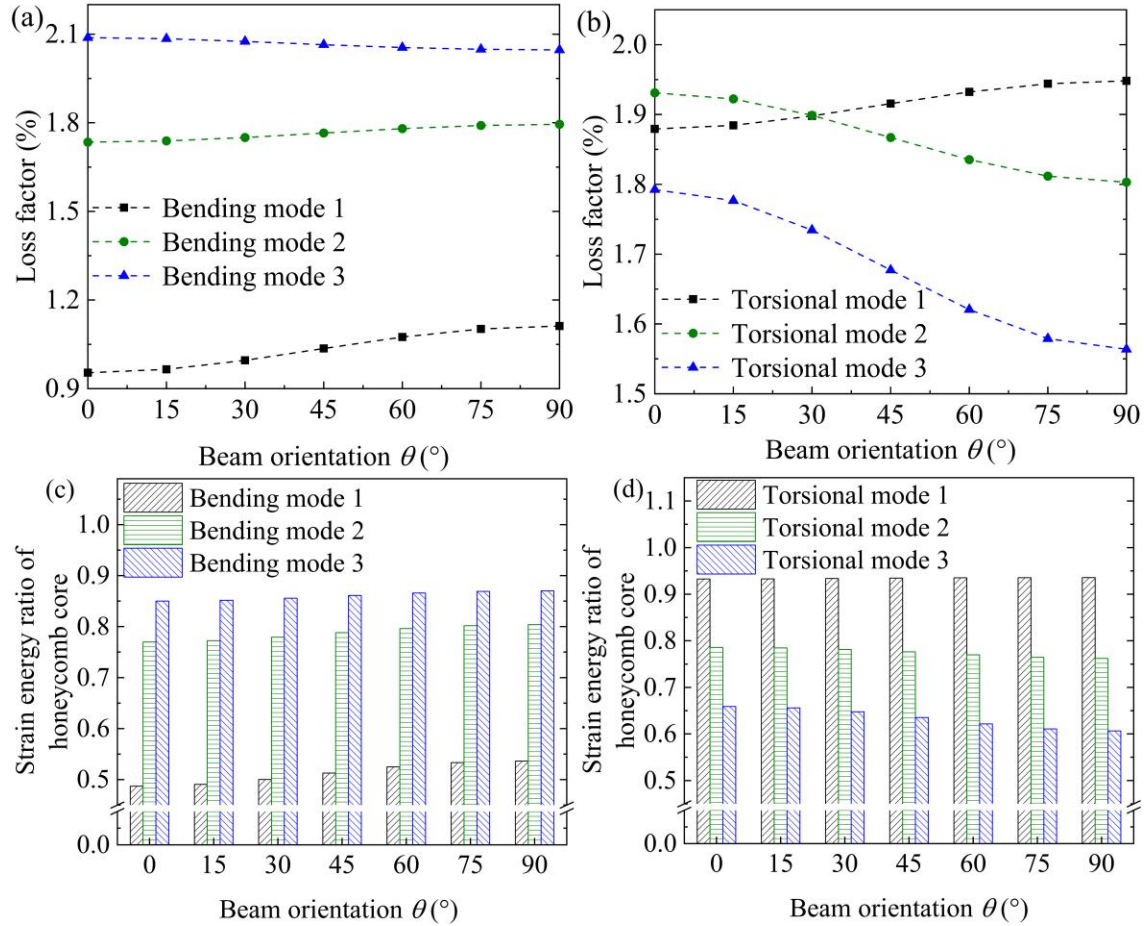 (a)
2.1
1.8
1.5
1.2
0.9
Loss factor (%)
Bending mode 1
Bending mode 2
Bending mode 3
0 15 30 45 60 75 90
Beam orientation θ (°)
(b)
2.0
1.9
1.8
1.7
1.6
1.5
Loss factor (%)
Torsional mode 1
Torsional mode 2
Torsional mode 3
0 15 30 45 60 75 90
Beam orientation θ (°)
(c)
1.0
0.9
0.8
0.7
0.6
0.5
0.0
Strain energy ratio of
honeycomb core
Bending mode 1
Bending mode 2
Bending mode 3
0 15 30 45 60 75 90
Beam orientation θ (°)
(d)
1.1
1.0
0.9
0.8
0.7
0.6
0.5
0.0
Strain energy ratio of
honeycomb core
Torsional mode 1
Torsional mode 2
Torsional mode 3
0 15 30 45 60 75 90
Beam orientation θ (°)